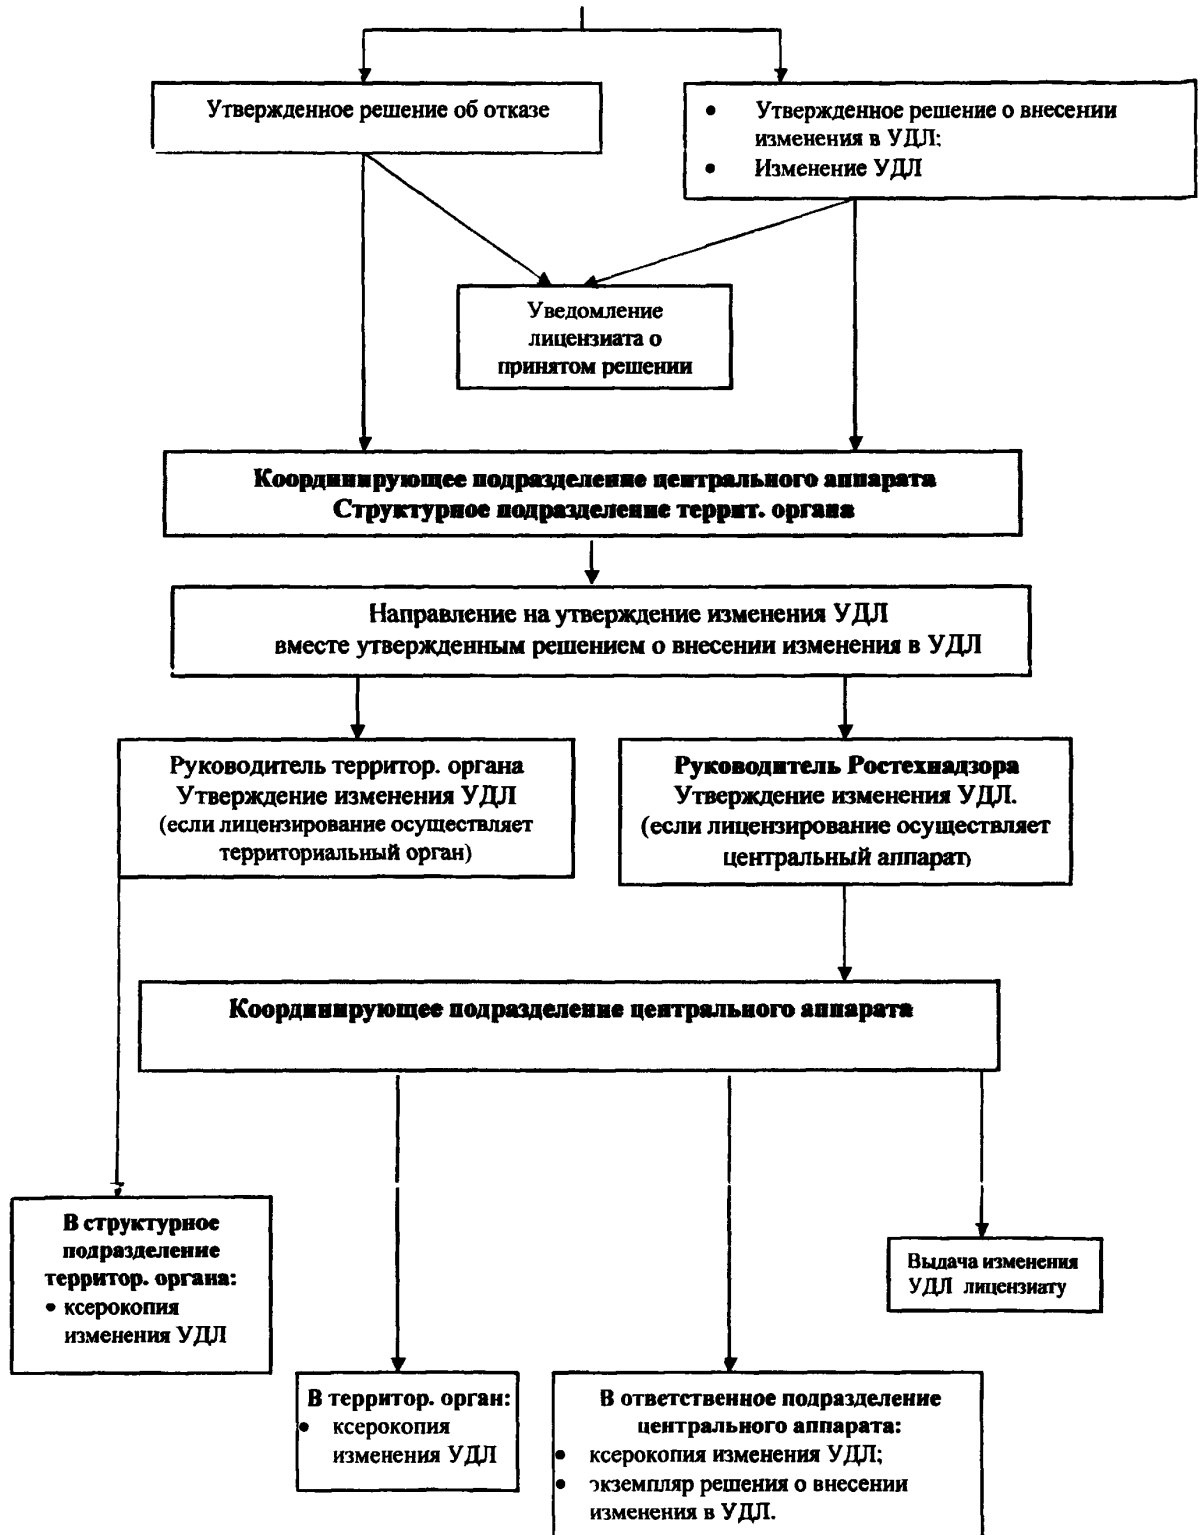 Утвержденное решение об отказе
• Утвержденное решение о внесении
изменения в УДЛ;
• Изменение УДЛ
Уведомление
лицензиата о
принятом решении
Координирующее подразделение центрального аппарата
Структурное подразделение террит. органа
Направление на утверждение изменения УДЛ
вместе утвержденным решением о внесении изменения в УДЛ
Руководитель территор. органа
Утверждение изменения УДЛ
(если лицензирование осуществляет
территориальный орган)
Руководитель Ростехнадзора
Утверждение изменения УДЛ.
(если лицензирование осуществляет
центральный аппарат)
Координирующее подразделение центрального аппарата
В структурное
подразделение
территор. органа:
• ксерокопия
изменения УДЛ
Выдача изменения
УДЛ лицензиату
В территор. орган:
• ксерокопия
изменения УДЛ
В ответственное подразделение
центрального аппарата:
• ксерокопия изменения УДЛ;
• экземпляр решения о внесении
изменения в УДЛ.